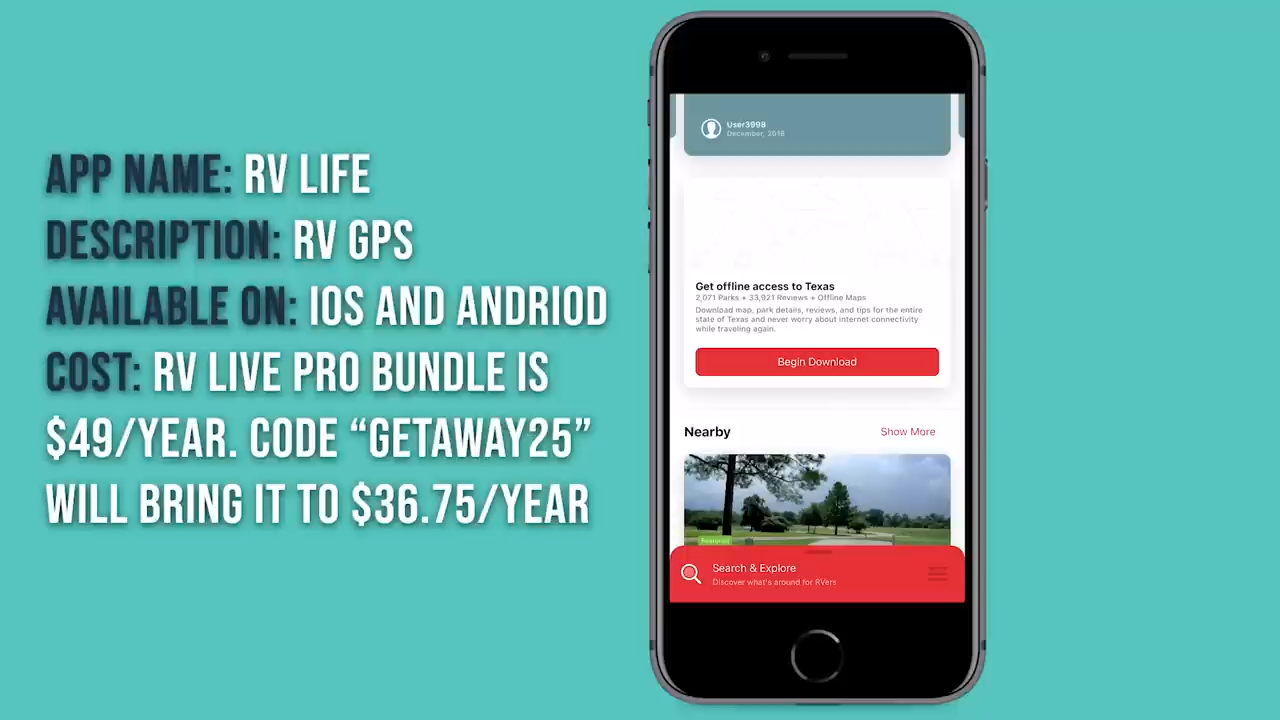 APP NAME: RV LIFE
DESCRIPTION: RV GPS
AVAILABLE ON: IOS AND ANDRIOD
COST: RV LIVE PRO BUNDLE IS
$49/YEAR. CODE “GETAWAY25”
WILL BRING IT TO $36.75/YEAR
User3998
December, 2018
Get offline access to Texas
2,071 Parks + 33,921 Reviews + Offline Maps
Download map, park details, reviews, and tips for the entire
state of Texas and never worry about internet connectivity
while traveling again.
Begin Download
Nearby
Show More
Featured
Search & Explore
Discover what's around for RVers